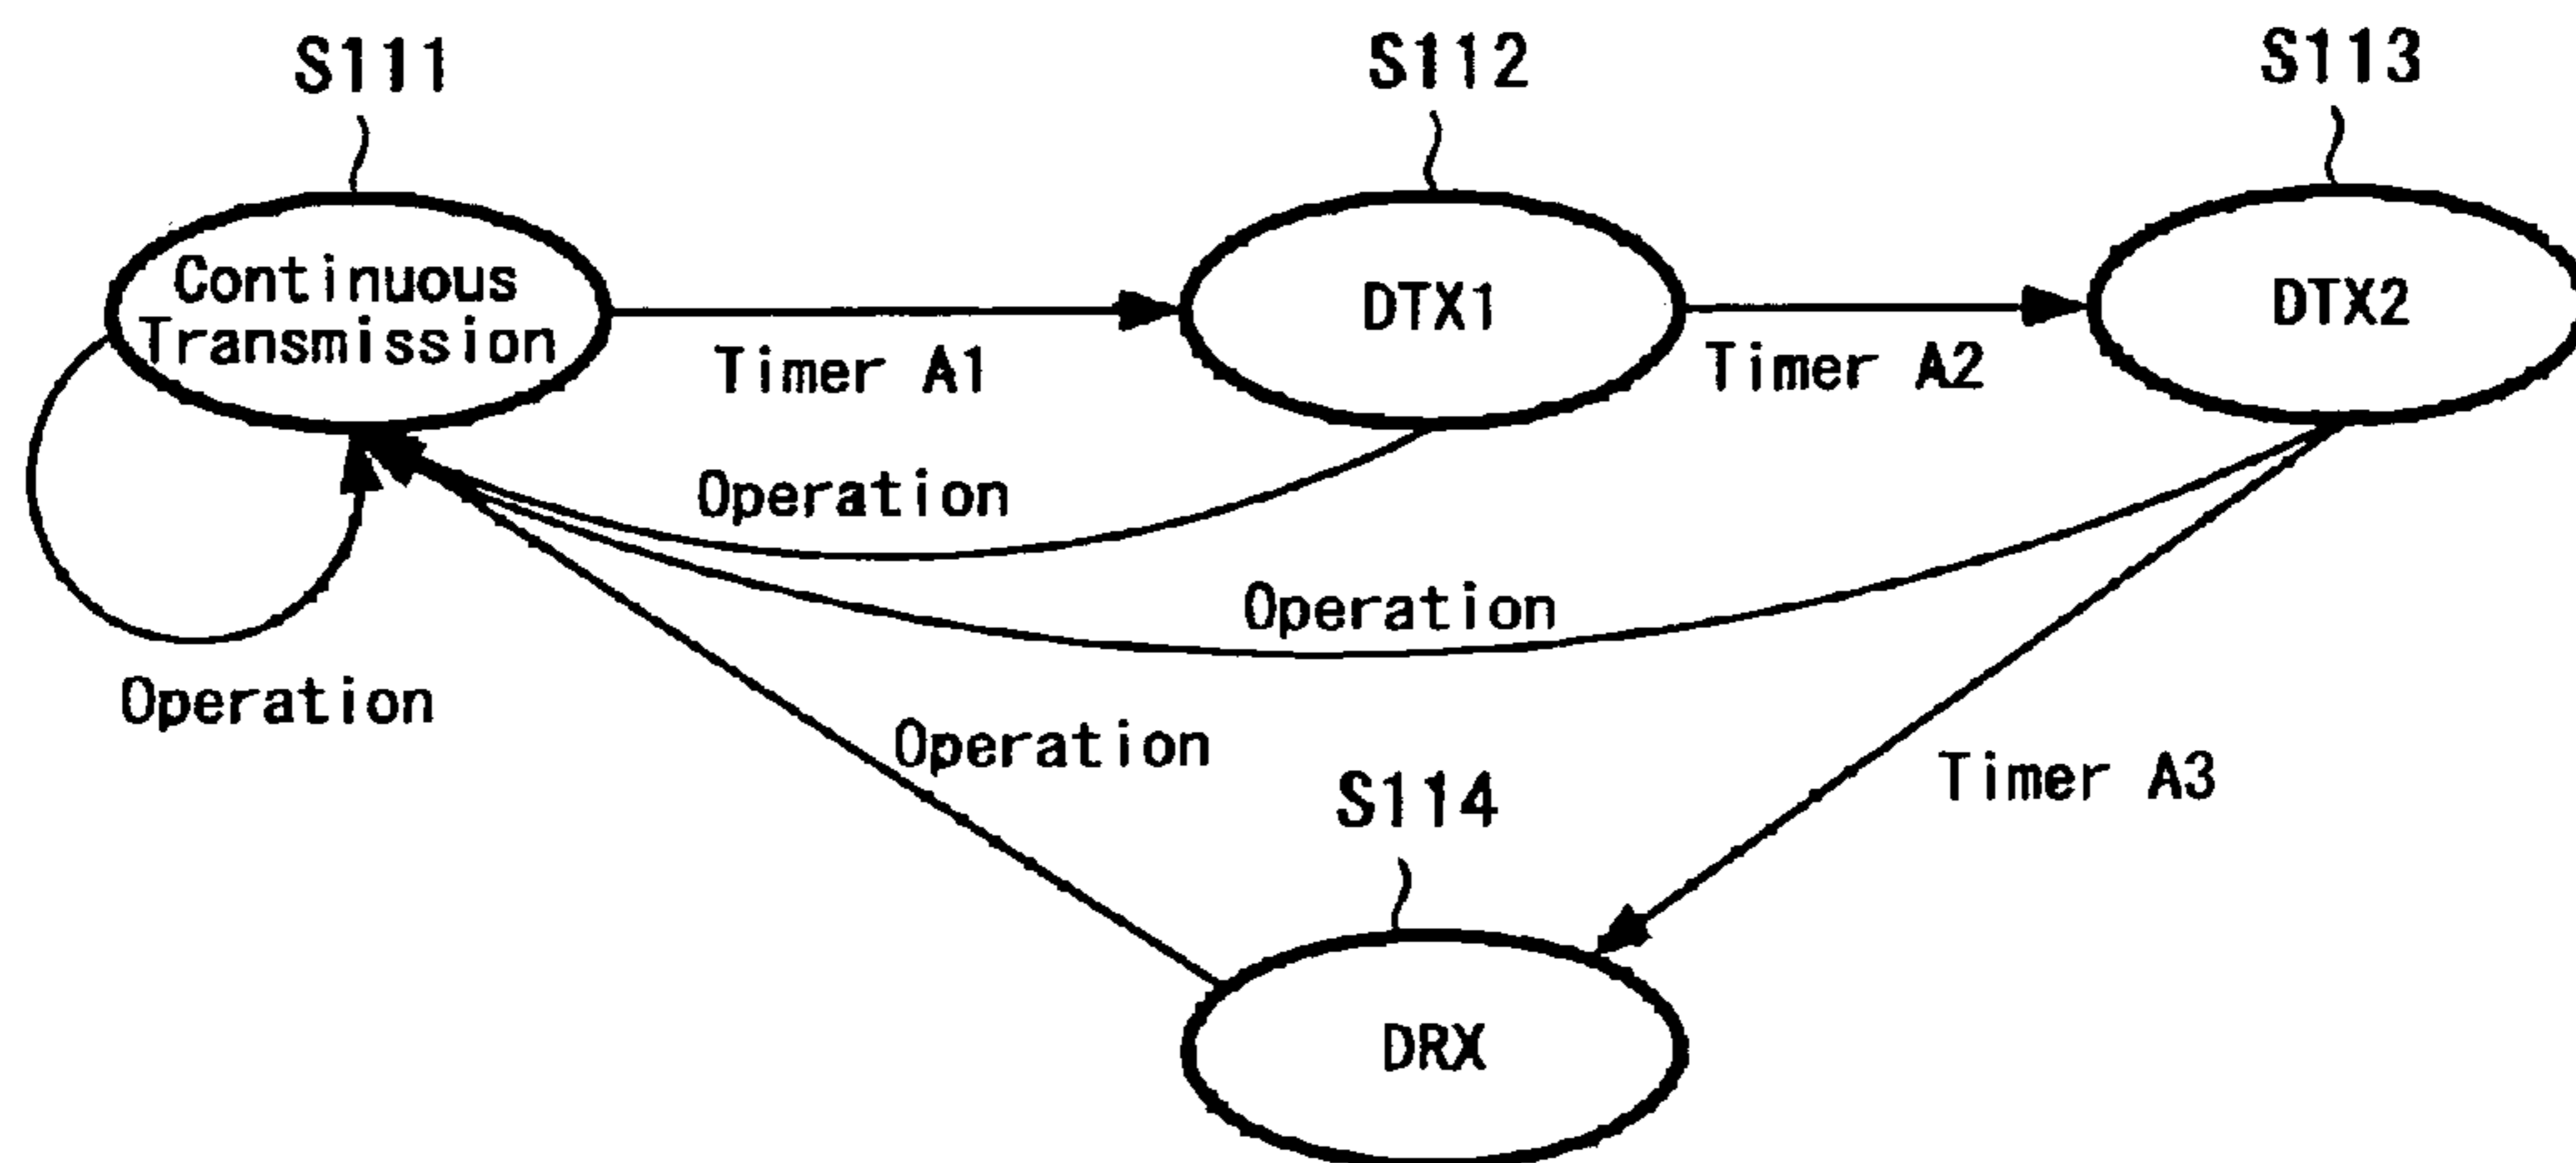 S111
S112
S113
Continuous
Transmission
DTX1
DTX2
Timer A1
Timer A2
Operation
Operation
Operation
Operation
Timer A3
S114
DRX